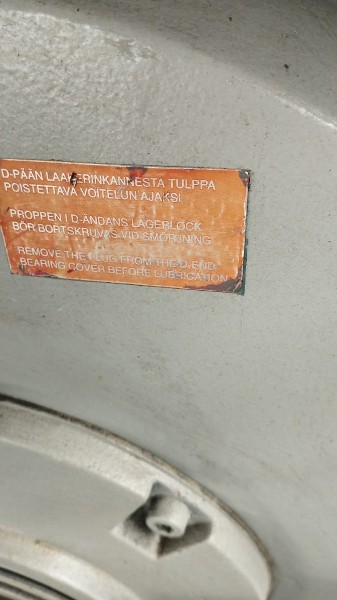 D-PÄÄN LAAKERINKANNESTA TULPPA
POISTETTAVA VOITELUN AJAKSI
PROPPEN I D-ÄNDANS LAGERLOCK
BÖR BORTSKRUVAS VID SMÖRJNING
REMOVE THE PLUG FROM THE D-END
BEARING COVER BEFORE LUBRICATION